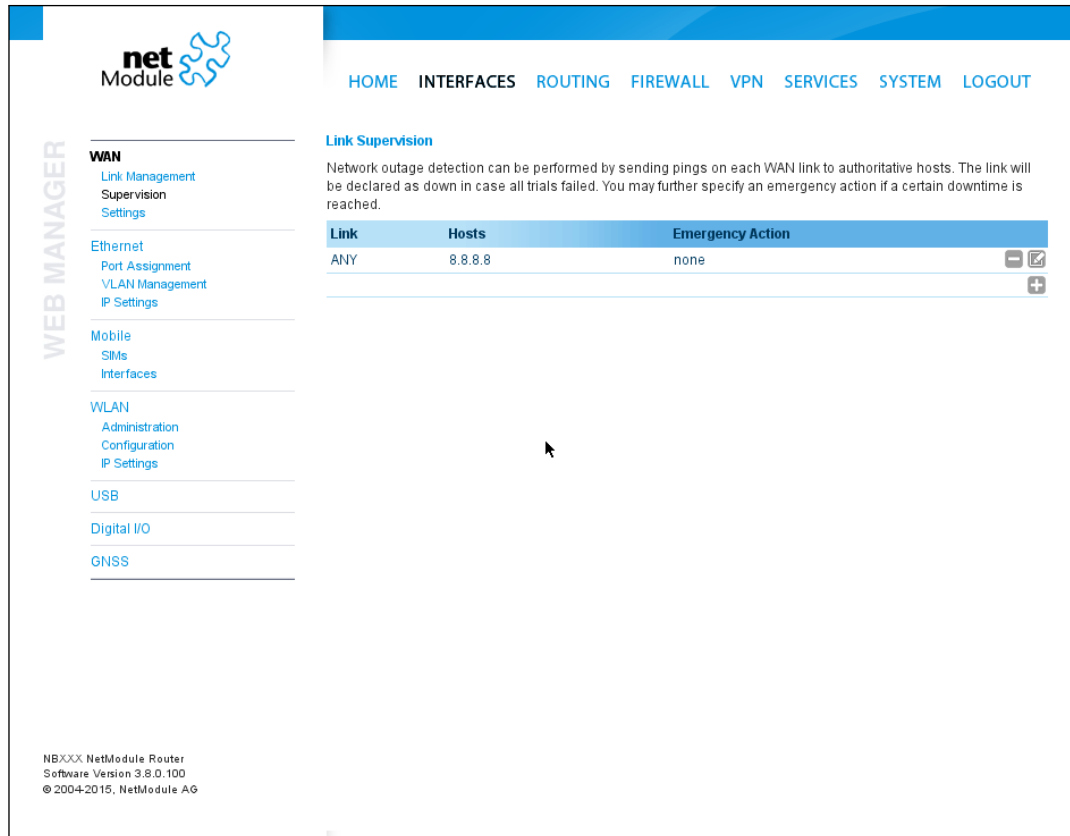 net
Module
HOME INTERFACES ROUTING FIREWALL VPN SERVICES SYSTEM LOGOUT
WEB MANAGER
WAN
Link Management
Supervision
Settings
Ethernet
Port Assignment
VLAN Management
IP Settings
Mobile
SIMs
Interfaces
WLAN
Administration
Configuration
IP Settings
USB
Digital I/O
GNSS
Link Supervision
Network outage detection can be performed by sending pings on each WAN link to authoritative hosts. The link will
be declared as down in case all trials failed. You may further specify an emergency action if a certain downtime is
reached.
Link Hosts Emergency Action
ANY 8.8.8.8 none
NBXXX NetModule Router
Software Version 3.8.0.100
© 2004-2015, NetModule AG